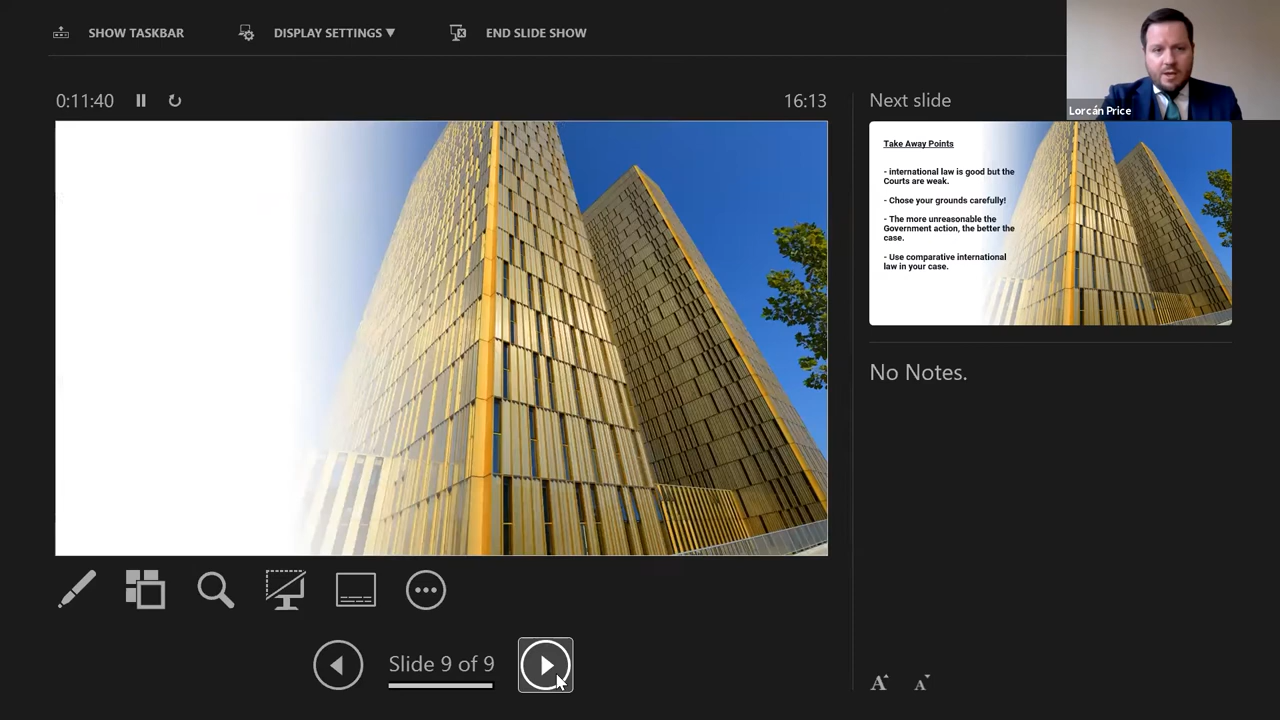 SHOW TASKBAR
DISPLAY SETTINGS ▼
END SLIDE SHOW
0:11:40
16:13
Next slide
Lorcán Price
Take Away Points
- international law is good but the
Courts are weak.
- Chose your grounds carefully!
- The more unreasonable the
Government action, the better the
case.
- Use comparative international
law in your case.
No Notes.
Slide 9 of 9
A A